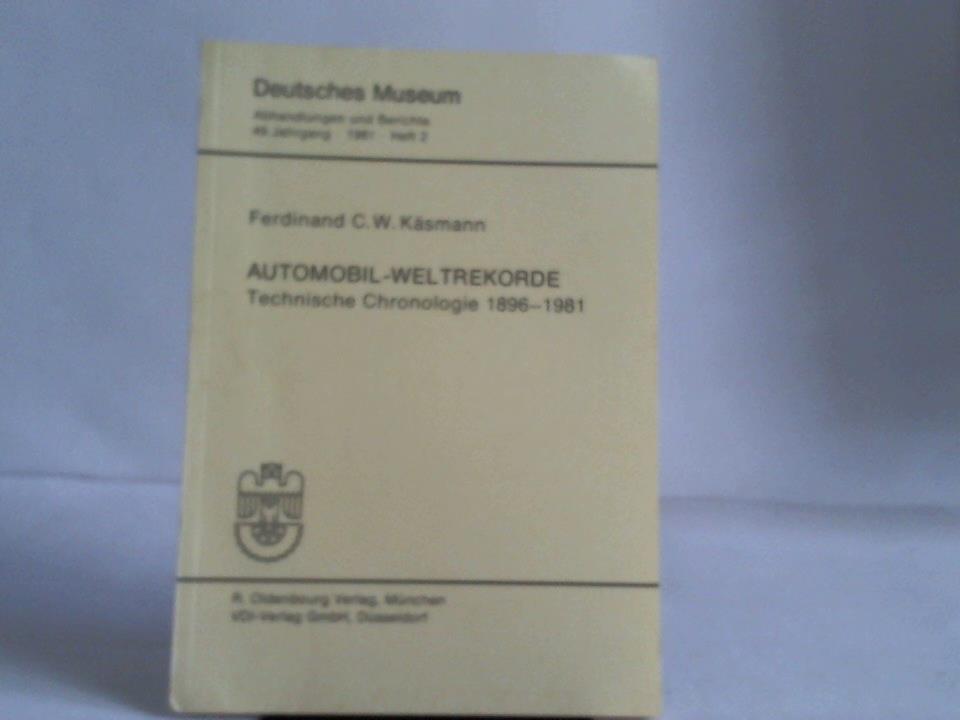 Deutsches Museum
Abhandlungen und Berichte
49. Jahrgang · 1981 · Heft 2
Ferdinand C. W. Käsmann
AUTOMOBIL-WELTREKORDE
Technische Chronologie 1896–1981
R. Oldenbourg Verlag, München
VDI-Verlag GmbH, Düsseldorf